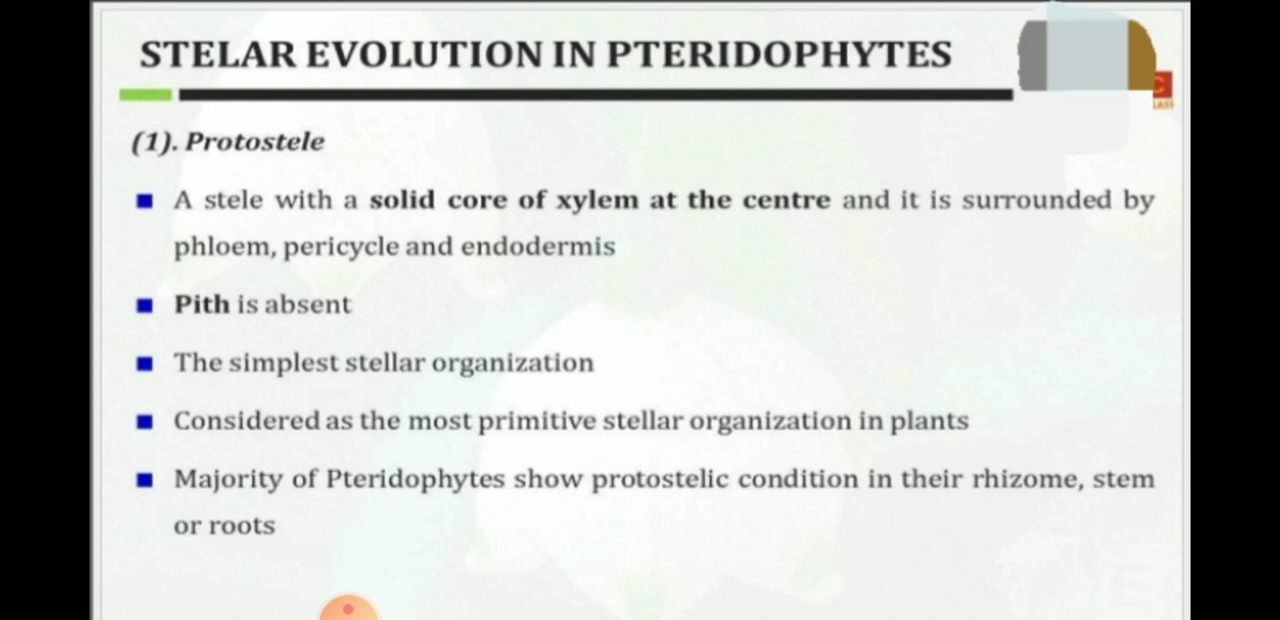 STELAR EVOLUTION IN PTERIDOPHYTES
(1). Protostele
A stele with a solid core of xylem at the centre and it is surrounded by
phloem, pericycle and endodermis
Pith is absent
The simplest stellar organization
Considered as the most primitive stellar organization in plants
Majority of Pteridophytes show protostelic condition in their rhizome, stem
or roots